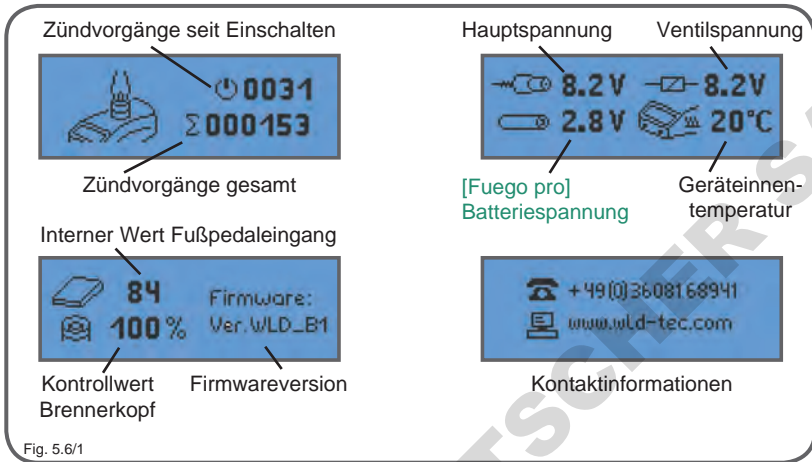 Zündvorgänge seit Einschalten
0031
Σ000153
Zündvorgänge gesamt
Hauptspannung
Ventilspannung
8.2 V
8.2V
2.8 V
20°C
[Fuego pro]
Batteriespannung
Geräteinnen-
temperatur
Interner Wert Fußpedaleingang
84
100%
Firmware:
Ver.WLD_B1
Kontrollwert
Brennerkopf
Firmwareversion
+49(0)3608168941
www.wld-tec.com
Kontaktinformationen
Fig. 5.6/1
TSCHER S